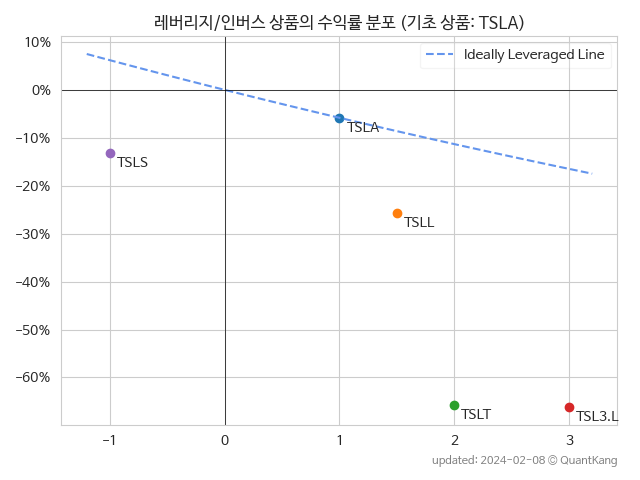 레버리지/인버스 상품의 수익률 분포 (기초 상품: TSLA)
10%
Ideally Leveraged Line
0%
TSLA
−10%
TSLS
−20%
TSLL
−30%
−40%
−50%
−60%
TSLT
TSL3.L
−1 0 1 2 3
updated: 2024-02-08 ⓒ QuantKang